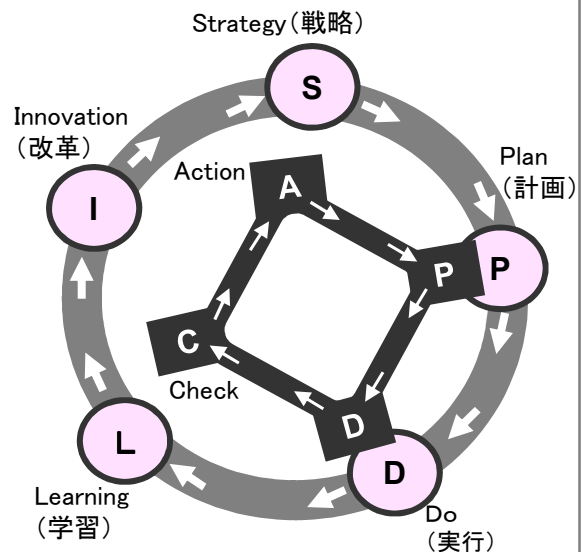 Strategy(戦略)
S
Innovation
(改革)
I
Action
A
Plan
(計画)
P
P
C
Check
D
D
Do
(実行)
L
Learning
(学習)